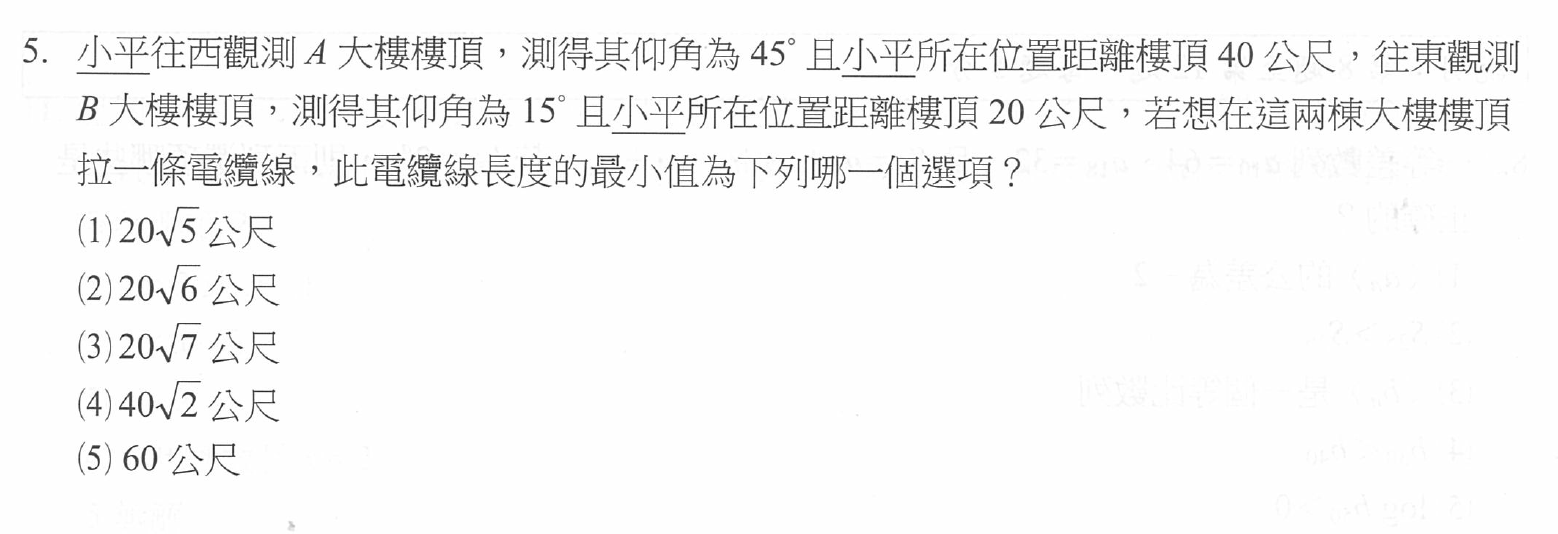 5. 小平往西觀測 A 大樓樓頂，測得其仰角為 45° 且小平所在位置距離樓頂 40 公尺，往東觀測
B 大樓樓頂，測得其仰角為 15° 且小平所在位置距離樓頂 20 公尺，若想在這兩棟大樓樓頂
拉一條電纜線，此電纜線長度的最小值為下列哪一個選項？
(1) 20√5 公尺
(2) 20√6 公尺
(3) 20√7 公尺
(4) 40√2 公尺
(5) 60 公尺